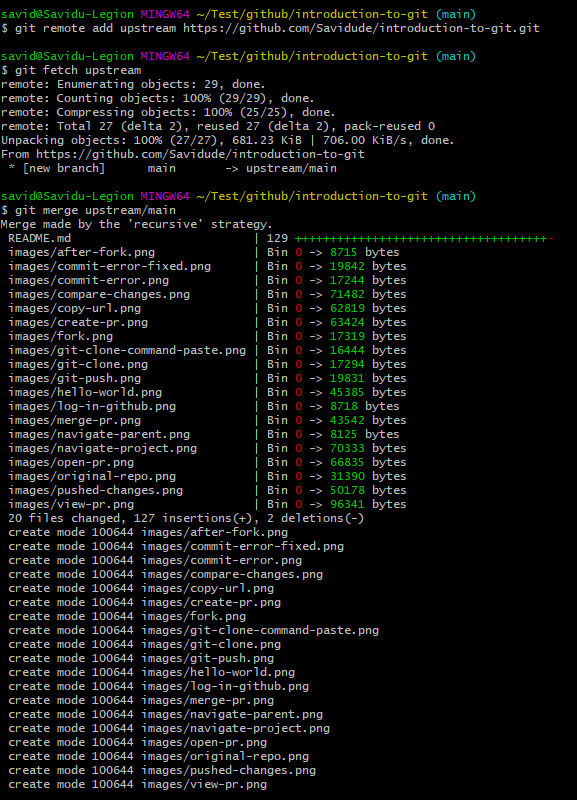 savid@Savidu-Legion MINGW64 ~/Test/github/introduction-to-git (main)
$ git remote add upstream https://github.com/Savidude/introduction-to-git.git
savid@Savidu-Legion MINGW64 ~/Test/github/introduction-to-git (main)
$ git fetch upstream
remote: Enumerating objects: 29, done.
remote: Counting objects: 100% (29/29), done.
remote: Compressing objects: 100% (25/25), done.
remote: Total 27 (delta 2), reused 27 (delta 2), pack-reused 0
Unpacking objects: 100% (27/27), 681.23 KiB | 706.00 KiB/s, done.
From https://github.com/Savidude/introduction-to-git
 * [new branch]      main       -> upstream/main
savid@Savidu-Legion MINGW64 ~/Test/github/introduction-to-git (main)
$ git merge upstream/main
Merge made by the 'recursive' strategy.
 README.md                          | 129 ++++++++++++++++++++++++++++++++++++-
 images/after-fork.png              | Bin 0 -> 8715 bytes
 images/commit-error-fixed.png      | Bin 0 -> 19842 bytes
 images/commit-error.png            | Bin 0 -> 17244 bytes
 images/compare-changes.png         | Bin 0 -> 71482 bytes
 images/copy-url.png                | Bin 0 -> 62819 bytes
 images/create-pr.png               | Bin 0 -> 63424 bytes
 images/fork.png                    | Bin 0 -> 17319 bytes
 images/git-clone-command-paste.png | Bin 0 -> 16444 bytes
 images/git-clone.png               | Bin 0 -> 17294 bytes
 images/git-push.png                | Bin 0 -> 19831 bytes
 images/hello-world.png             | Bin 0 -> 45385 bytes
 images/log-in-github.png           | Bin 0 -> 8718 bytes
 images/merge-pr.png                | Bin 0 -> 43542 bytes
 images/navigate-parent.png         | Bin 0 -> 8125 bytes
 images/navigate-project.png        | Bin 0 -> 70333 bytes
 images/open-pr.png                 | Bin 0 -> 66835 bytes
 images/original-repo.png           | Bin 0 -> 31390 bytes
 images/pushed-changes.png          | Bin 0 -> 50178 bytes
 images/view-pr.png                 | Bin 0 -> 96341 bytes
 20 files changed, 127 insertions(+), 2 deletions(-)
 create mode 100644 images/after-fork.png
 create mode 100644 images/commit-error-fixed.png
 create mode 100644 images/commit-error.png
 create mode 100644 images/compare-changes.png
 create mode 100644 images/copy-url.png
 create mode 100644 images/create-pr.png
 create mode 100644 images/fork.png
 create mode 100644 images/git-clone-command-paste.png
 create mode 100644 images/git-clone.png
 create mode 100644 images/git-push.png
 create mode 100644 images/hello-world.png
 create mode 100644 images/log-in-github.png
 create mode 100644 images/merge-pr.png
 create mode 100644 images/navigate-parent.png
 create mode 100644 images/navigate-project.png
 create mode 100644 images/open-pr.png
 create mode 100644 images/original-repo.png
 create mode 100644 images/pushed-changes.png
 create mode 100644 images/view-pr.png